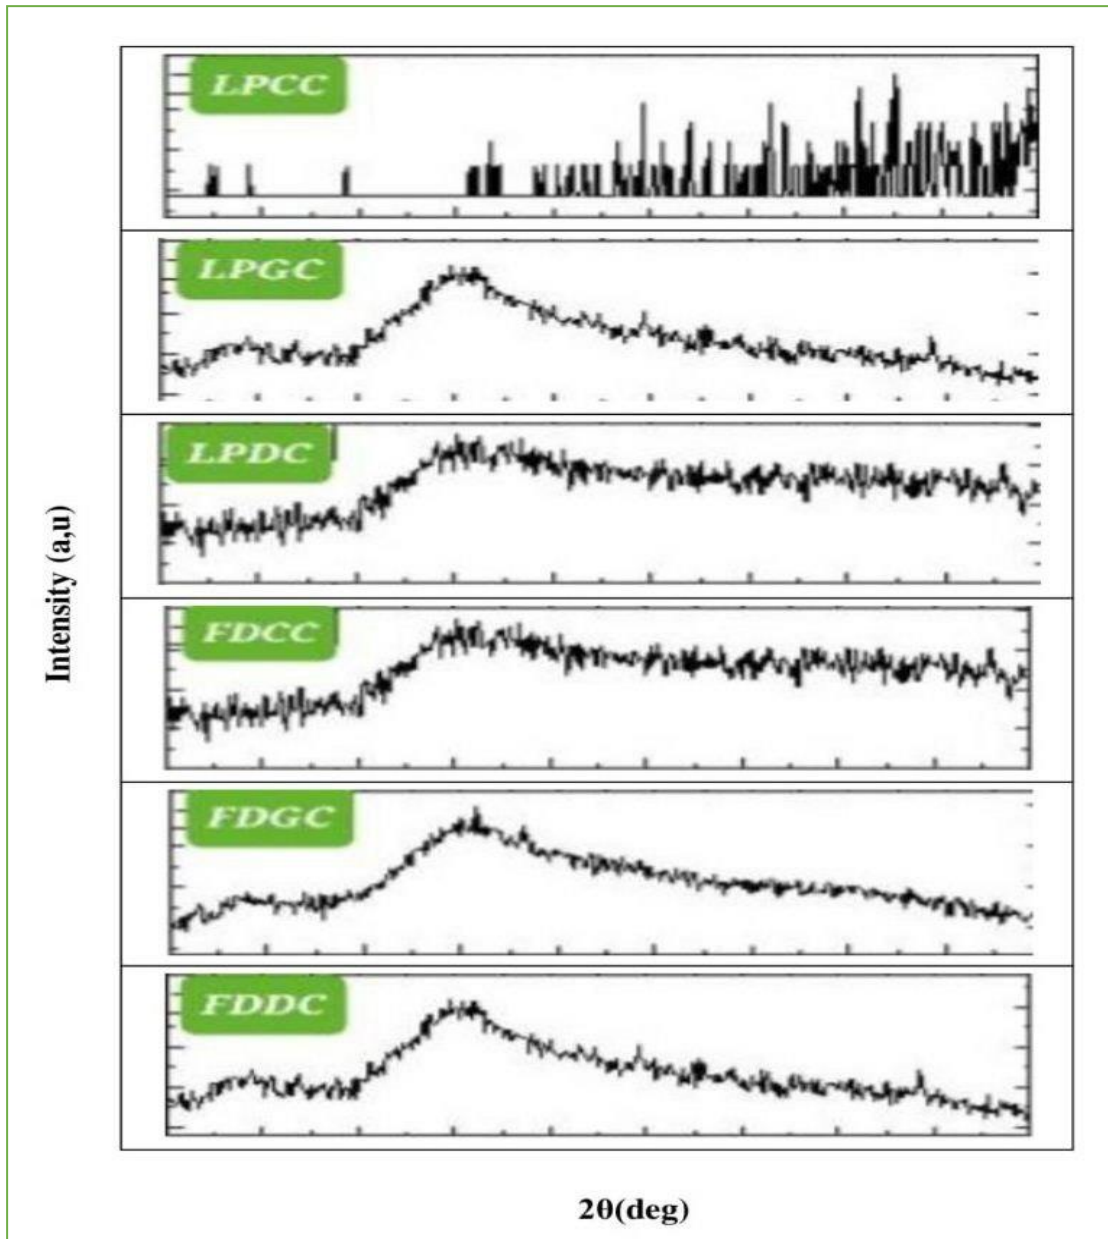 LPCC
LPGC
LPDC
FDCC
FDGC
FDDC
Intensity (a,u)
2θ(deg)